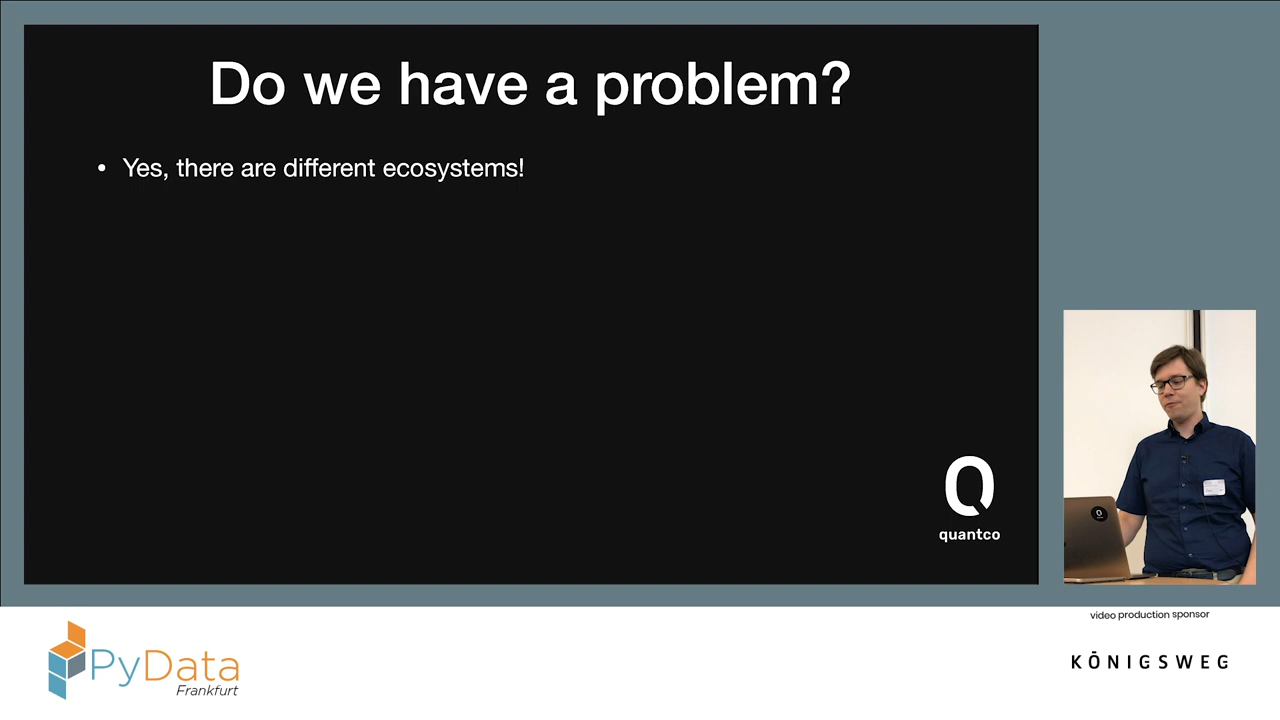 Do we have a problem?
• Yes, there are different ecosystems!
Q
quantco
video production sponsor
PyData
Frankfurt
KÖNIGSWEG